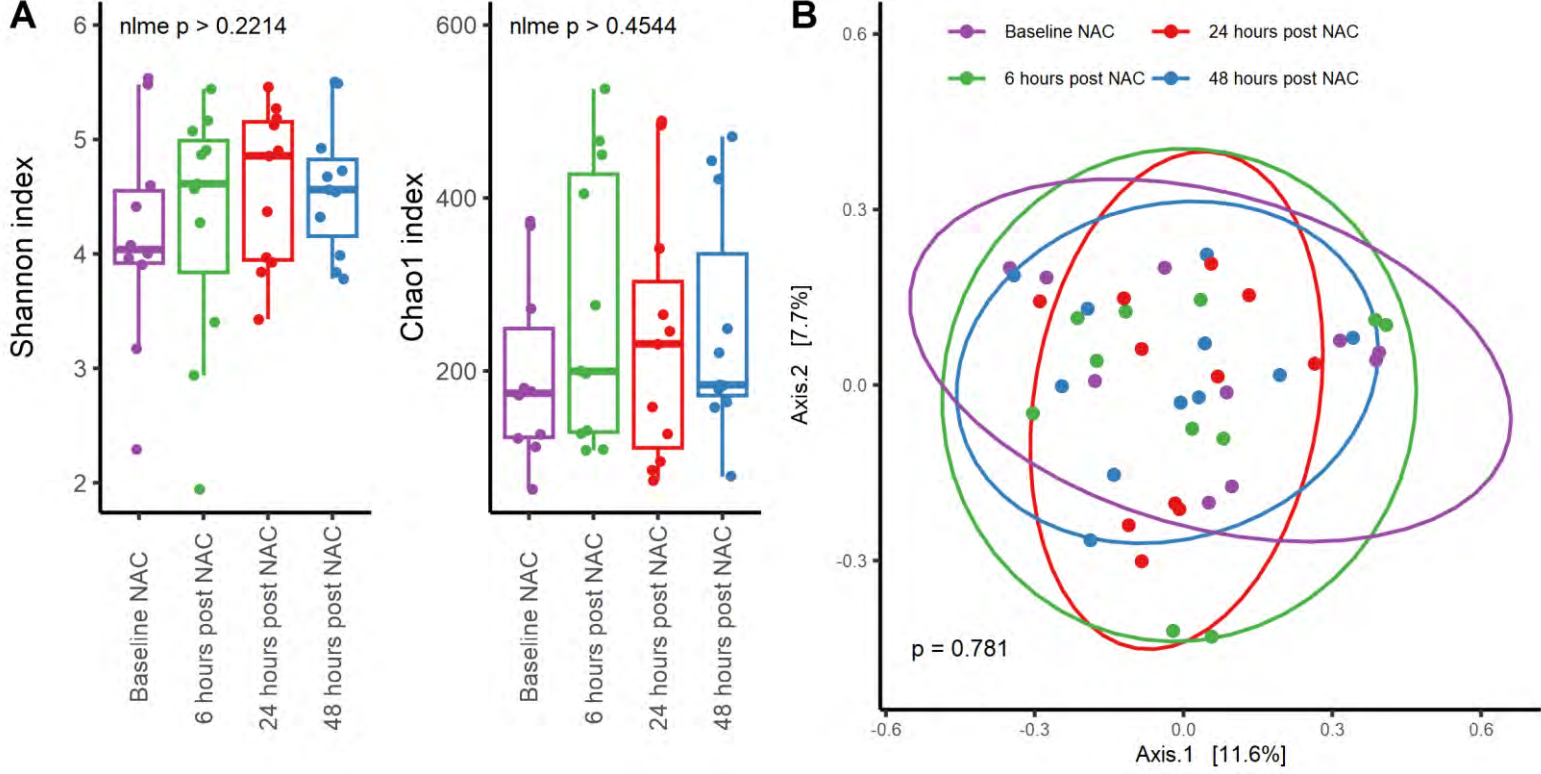 A
nlme p > 0.2214
Shannon index
6
5
4
3
2
Baseline NAC
6 hours post NAC
24 hours post NAC
48 hours post NAC
nlme p > 0.4544
Chao1 index
600
400
200
Baseline NAC
6 hours post NAC
24 hours post NAC
48 hours post NAC
B
Baseline NAC
24 hours post NAC
6 hours post NAC
48 hours post NAC
Axis.2 [7.7%]
0.6
0.3
0.0
-0.3
p = 0.781
-0.6
-0.3
0.0
0.3
0.6
Axis.1 [11.6%]